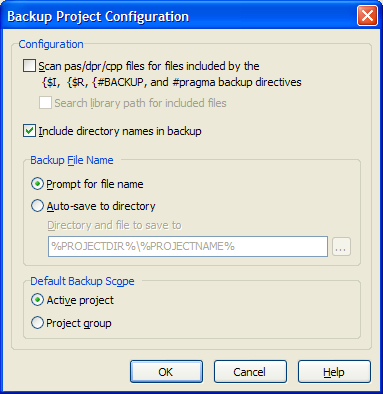 Backup Project Configuration
Configuration
Scan pas/dpr/cpp files for files included by the
{$I, {$R, {#BACKUP, and #pragma backup directives
Search library path for included files
Include directory names in backup
Backup File Name
Prompt for file name
Auto-save to directory
Directory and file to save to
%PROJECTDIR%\%PROJECTNAME%
...
Default Backup Scope
Active project
Project group
OK Cancel Help